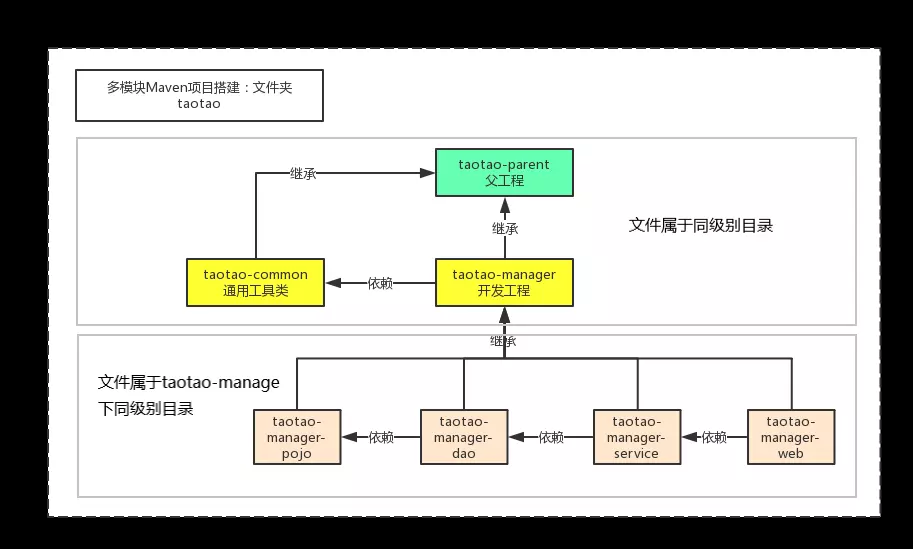 多模块Maven项目搭建：文件夹
taotao
taotao-parent
父工程
继承
继承
文件属于同级别目录
taotao-common
通用工具类
依赖
taotao-manager
开发工程
继承
文件属于taotao-manage
下同级别目录
taotao-
manager-
pojo
依赖
taotao-
manager-
dao
依赖
taotao-
manager-
service
依赖
taotao-
manager-
web